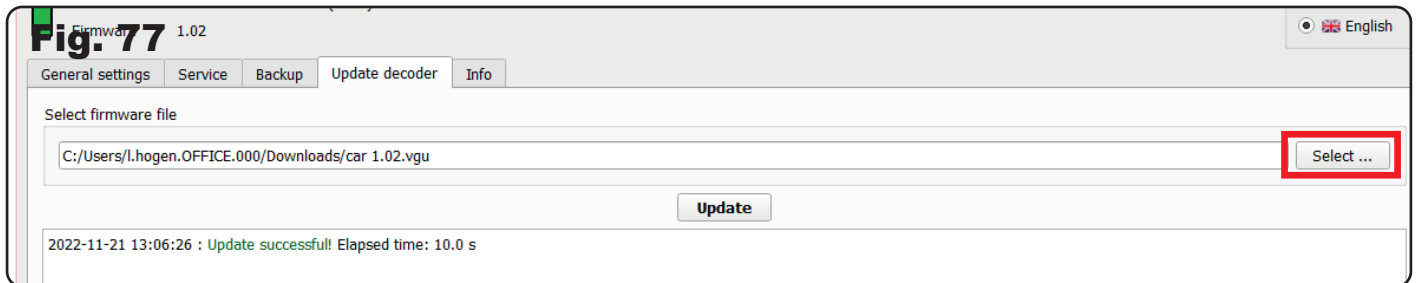 Fig. 77
Firmware 1.02
English
General settings Service Backup Update decoder Info
Select firmware file
C:/Users/l.hogen.OFFICE.000/Downloads/car 1.02.vgu
Select ...
Update
2022-11-21 13:06:26 : Update successful! Elapsed time: 10.0 s